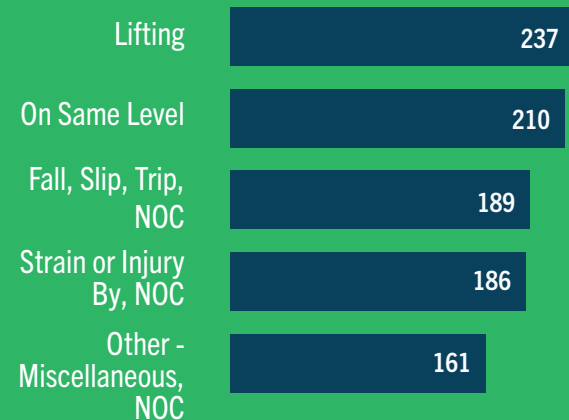 Lifting
237
On Same Level
210
Fall, Slip, Trip,
NOC
189
Strain or Injury
By, NOC
186
Other -
Miscellaneous,
NOC
161